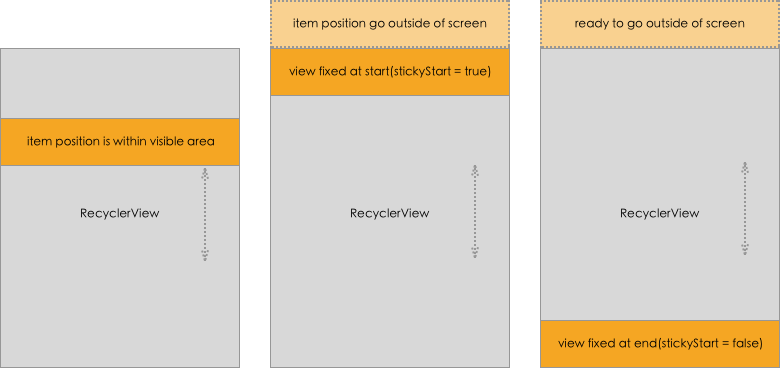 item position is within visible area
RecyclerView
item position go outside of screen
view fixed at start(stickyStart = true)
RecyclerView
ready to go outside of screen
RecyclerView
view fixed at end(stickyStart = false)